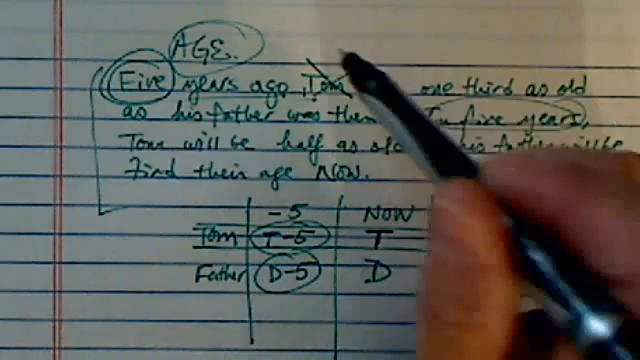 AGE.
Five years ago, Tom one third as old
as his father was then In five years,
Tom will be half as old his father will be
Find their age NOW.
-5 NOW
Tom T-5 T
Father D-5 D